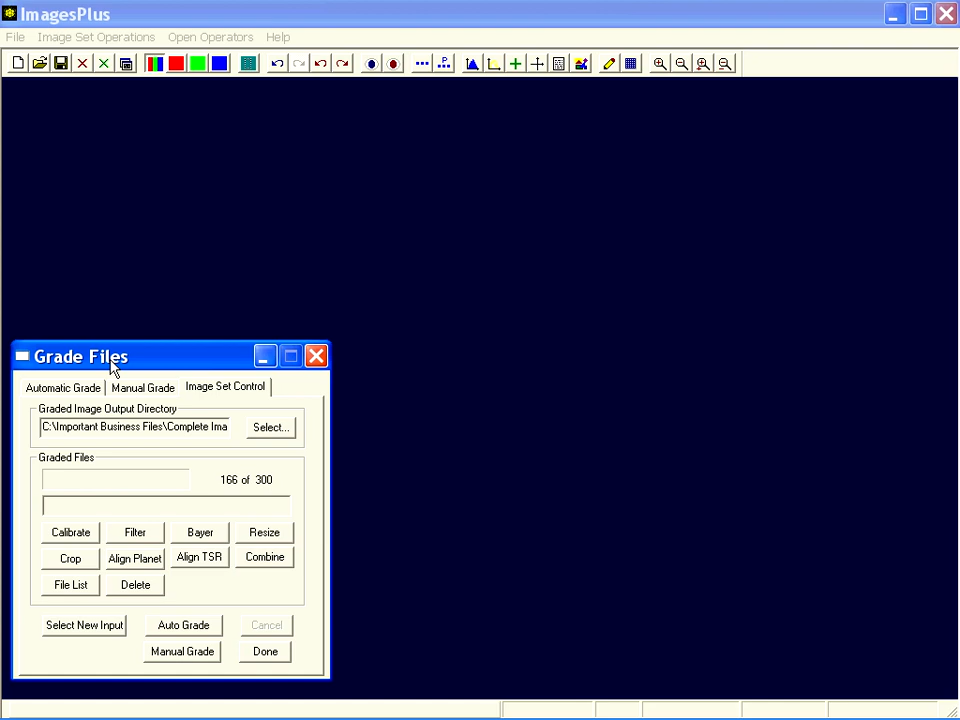 ImagesPlus
File Image Set Operations Open Operators Help
P
Grade Files
Automatic Grade Manual Grade Image Set Control
Graded Image Output Directory
C:\Important Business Files\Complete Ima Select...
Graded Files
166 of 300
Calibrate Filter Bayer Resize
Crop Align Planet Align TSR Combine
File List Delete
Select New Input Auto Grade Cancel
Manual Grade Done